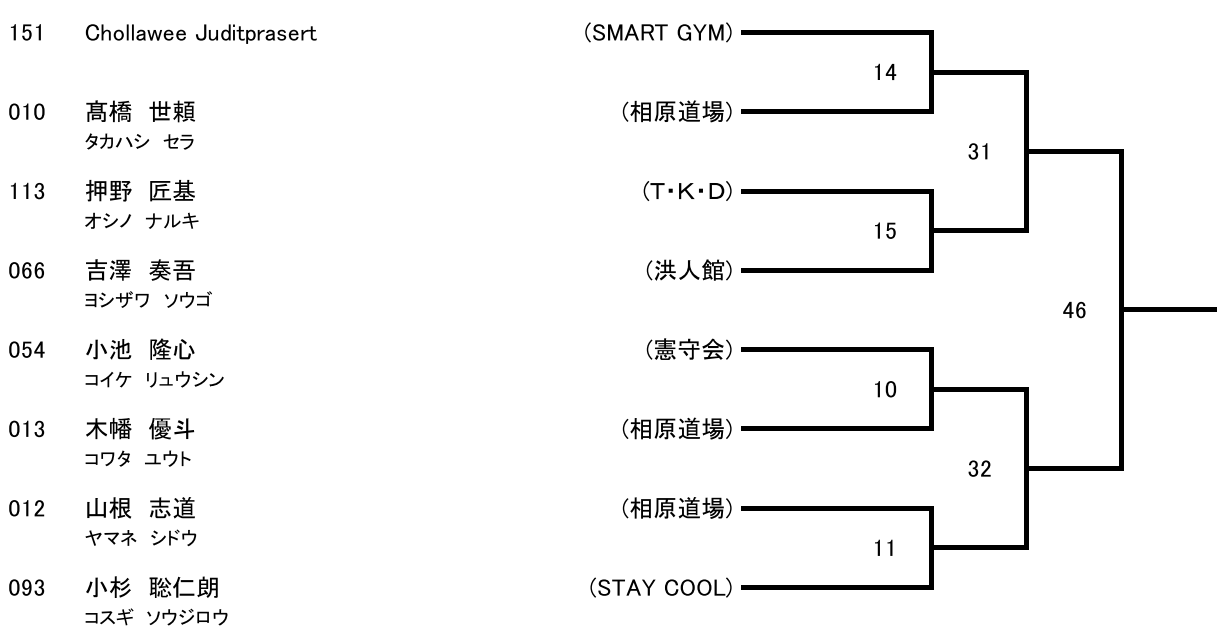 151 Chollawee Juditprasert (SMART GYM)
14
010 髙橋 世頼 (相原道場)
タカハシ セラ
31
113 押野 匠基 (T・K・D)
オシノ ナルキ
15
066 吉澤 奏吾 (洪人館)
ヨシザワ ソウゴ
46
054 小池 隆心 (憲守会)
コイケ リュウシン
10
013 木幡 優斗 (相原道場)
コワタ ユウト
32
012 山根 志道 (相原道場)
ヤマネ シドウ
11
093 小杉 聡仁朗 (STAY COOL)
コスギ ソウジロウ